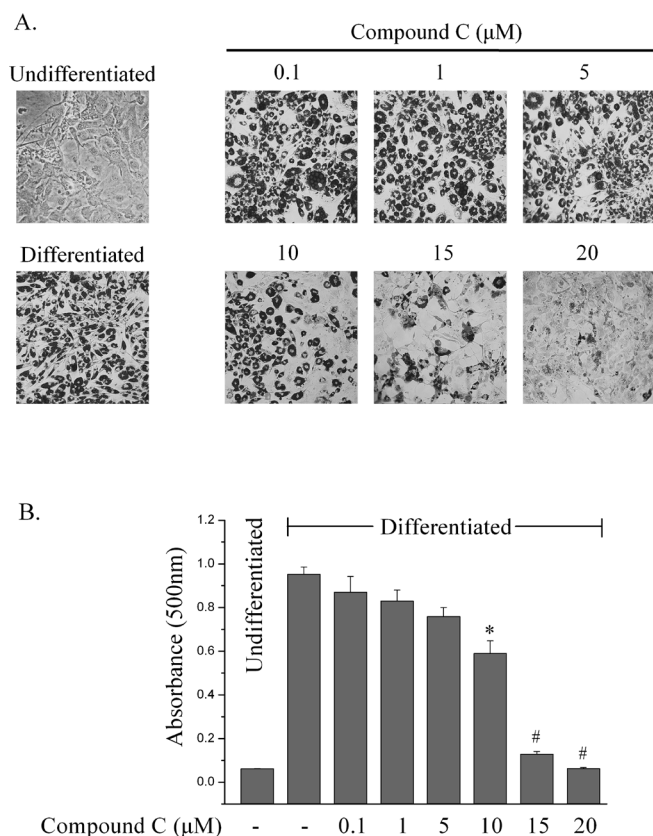 A.
Compound C (μM)
Undifferentiated
0.1 1 5
Differentiated
10 15 20
B.
Undifferentiated
Differentiated
Absorbance (500nm)
1.2
1.0
0.8
0.6
0.4
0.2
0.0
*
#
#
Compound C (μM) - - 0.1 1 5 10 15 20